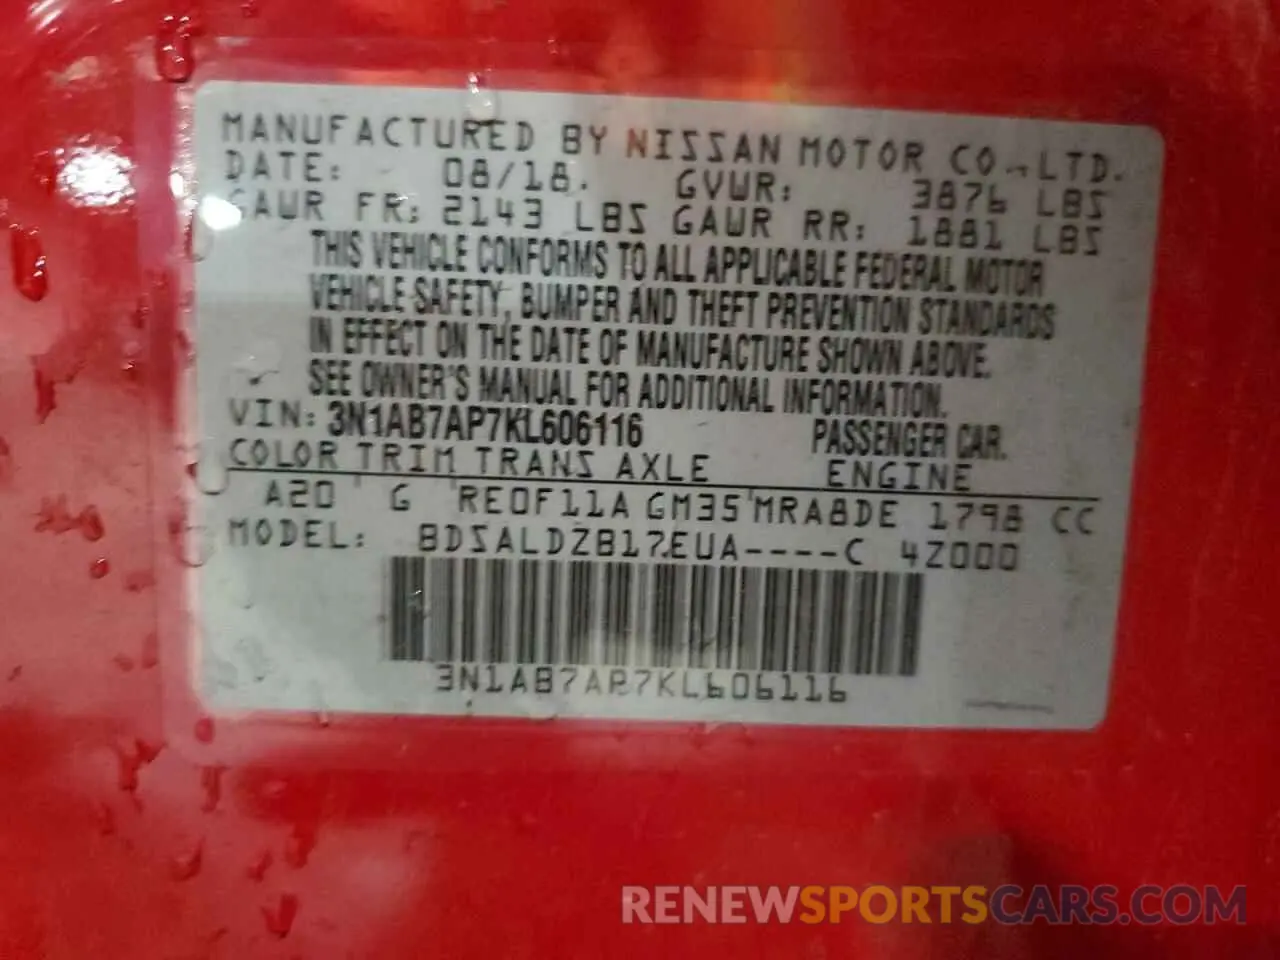 MANUFACTURED BY NISSAN MOTOR CO.,LTD.
DATE: 08/18. GVWR: 3876 LBS
GAWR FR: 2143 LBS GAWR RR: 1881 LBS
THIS VEHICLE CONFORMS TO ALL APPLICABLE FEDERAL MOTOR
VEHICLE SAFETY, BUMPER AND THEFT PREVENTION STANDARDS
IN EFFECT ON THE DATE OF MANUFACTURE SHOWN ABOVE.
SEE OWNER'S MANUAL FOR ADDITIONAL INFORMATION.
VIN: 3N1AB7AP7KL606116 PASSENGER CAR.
COLOR TRIM TRANS AXLE ENGINE
A20 G RE0F11A GM35 MRA8DE 1798 CC
MODEL: BDSALDZB17EUA----C 4Z000
3N1AB7AP7KL606116
RENEWSPORTSCARS.COM